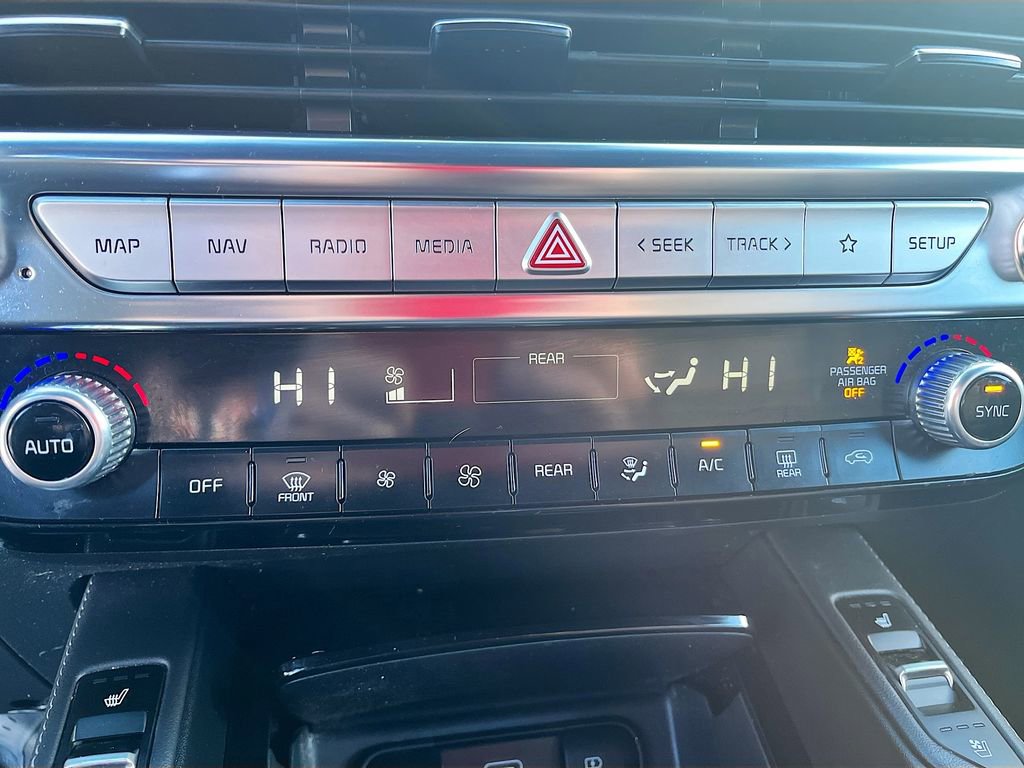 MAP
NAV
RADIO
MEDIA
< SEEK
TRACK >
SETUP
HI
REAR
HI
PASSENGER
AIR BAG
OFF
AUTO
SYNC
OFF
FRONT
REAR
A/C
REAR